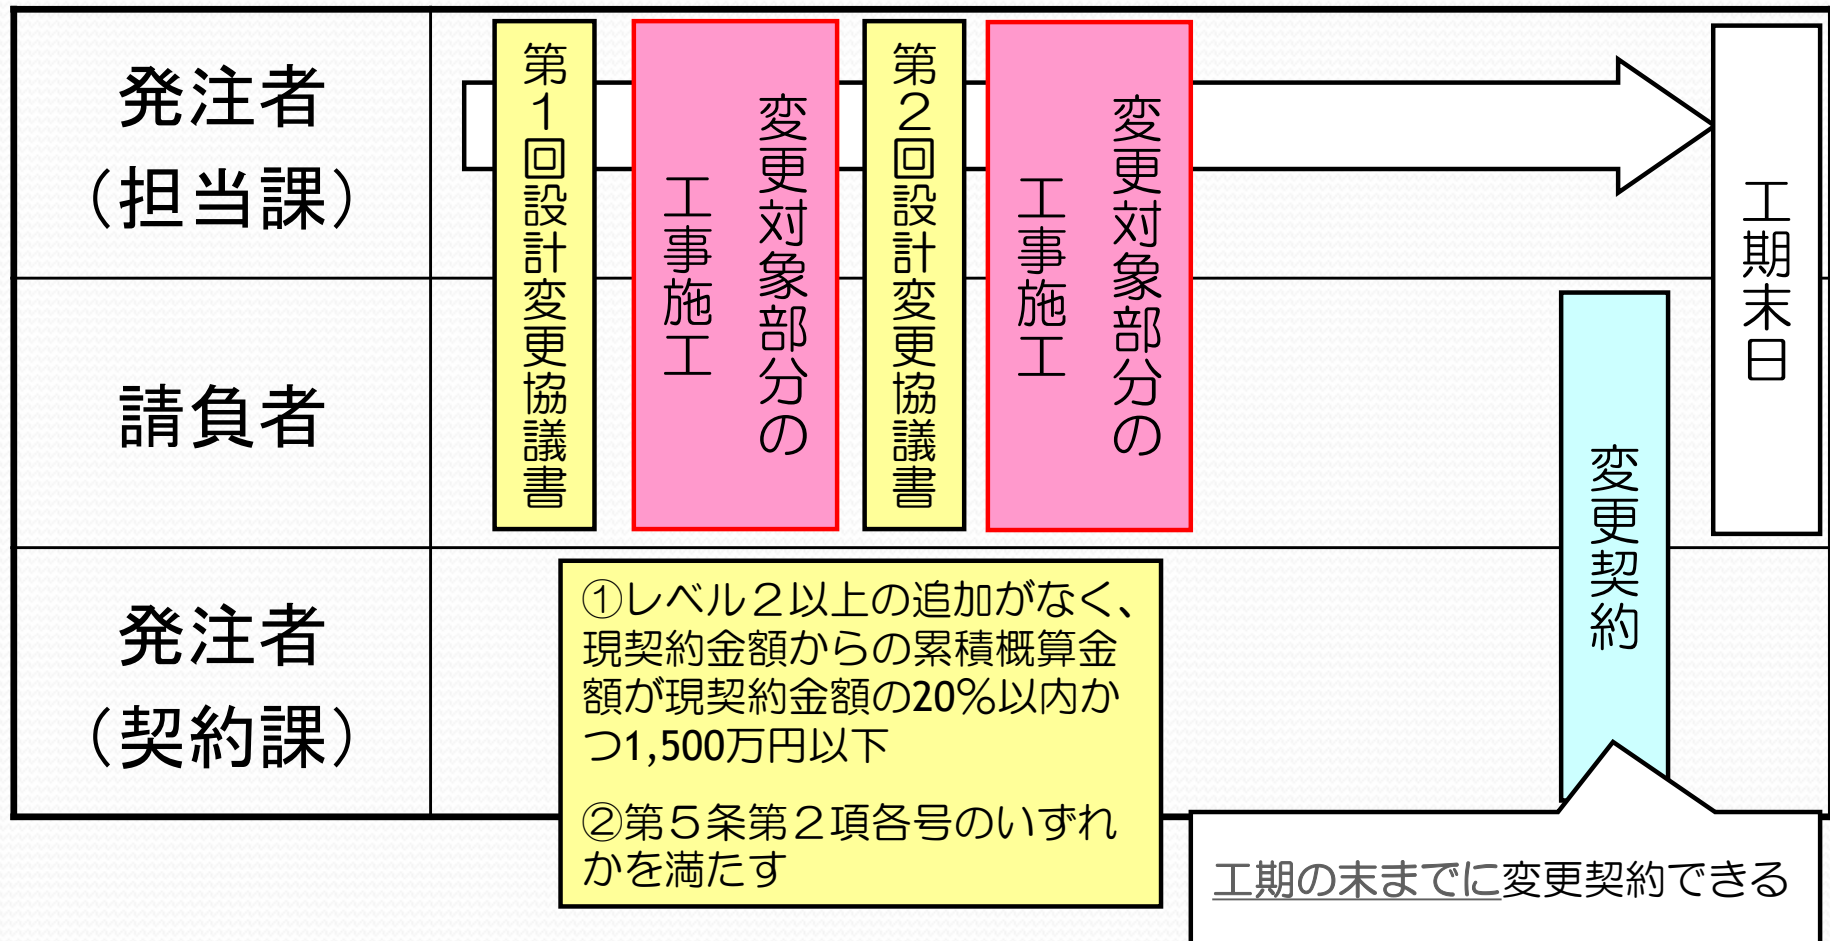 発注者
（担当課）
第１回設計変更協議書
変更対象部分の
工事施工
第２回設計変更協議書
変更対象部分の
工事施工
工期末日
請負者
変更契約
発注者
（契約課）
①レベル２以上の追加がなく、
現契約金額からの累積概算金
額が現契約金額の20％以内か
つ1,500万円以下
②第５条第２項各号のいずれ
かを満たす
工期の末までに変更契約できる